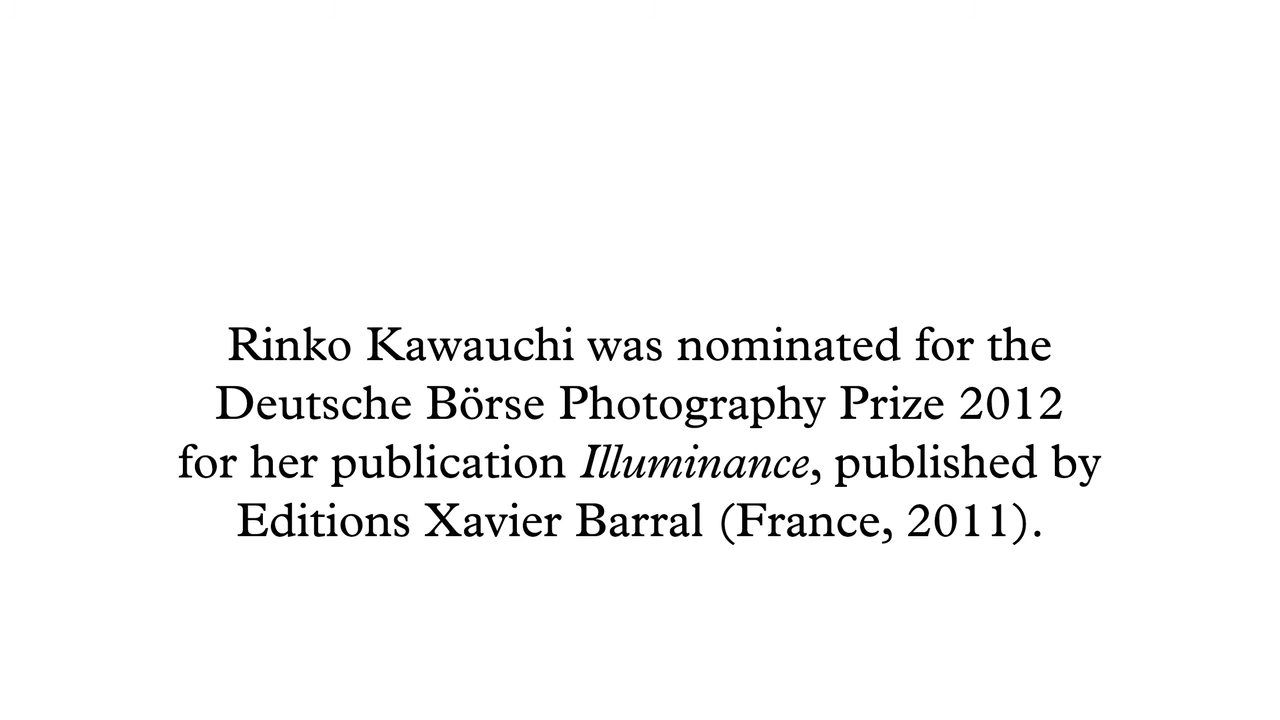 Rinko Kawauchi was nominated for the
Deutsche Börse Photography Prize 2012
for her publication Illuminance, published by
Editions Xavier Barral (France, 2011).